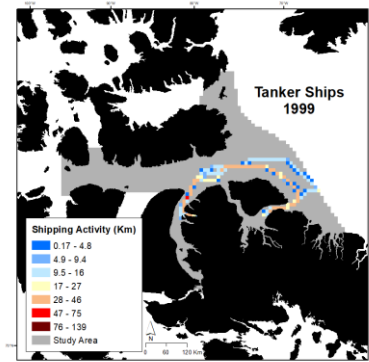 Tanker Ships
1999
Shipping Activity (Km)
0.17 - 4.8
4.9 - 9.4
9.5 - 16
17 - 27
28 - 46
47 - 75
76 - 139
Study Area
N
0 60 120 Km